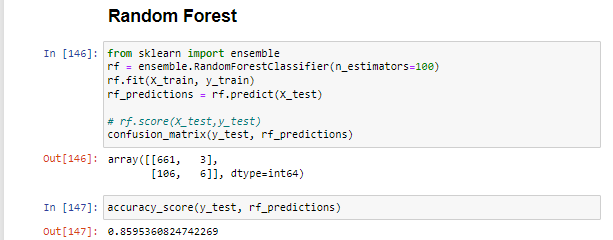 Random Forest
In [146]: from sklearn import ensemble
rf = ensemble.RandomForestClassifier(n_estimators=100)
rf.fit(X_train, y_train)
rf_predictions = rf.predict(X_test)
# rf.score(X_test,y_test)
confusion_matrix(y_test, rf_predictions)
Out[146]: array([[661, 3],
[106, 6]], dtype=int64)
In [147]: accuracy_score(y_test, rf_predictions)
Out[147]: 0.8595360824742269